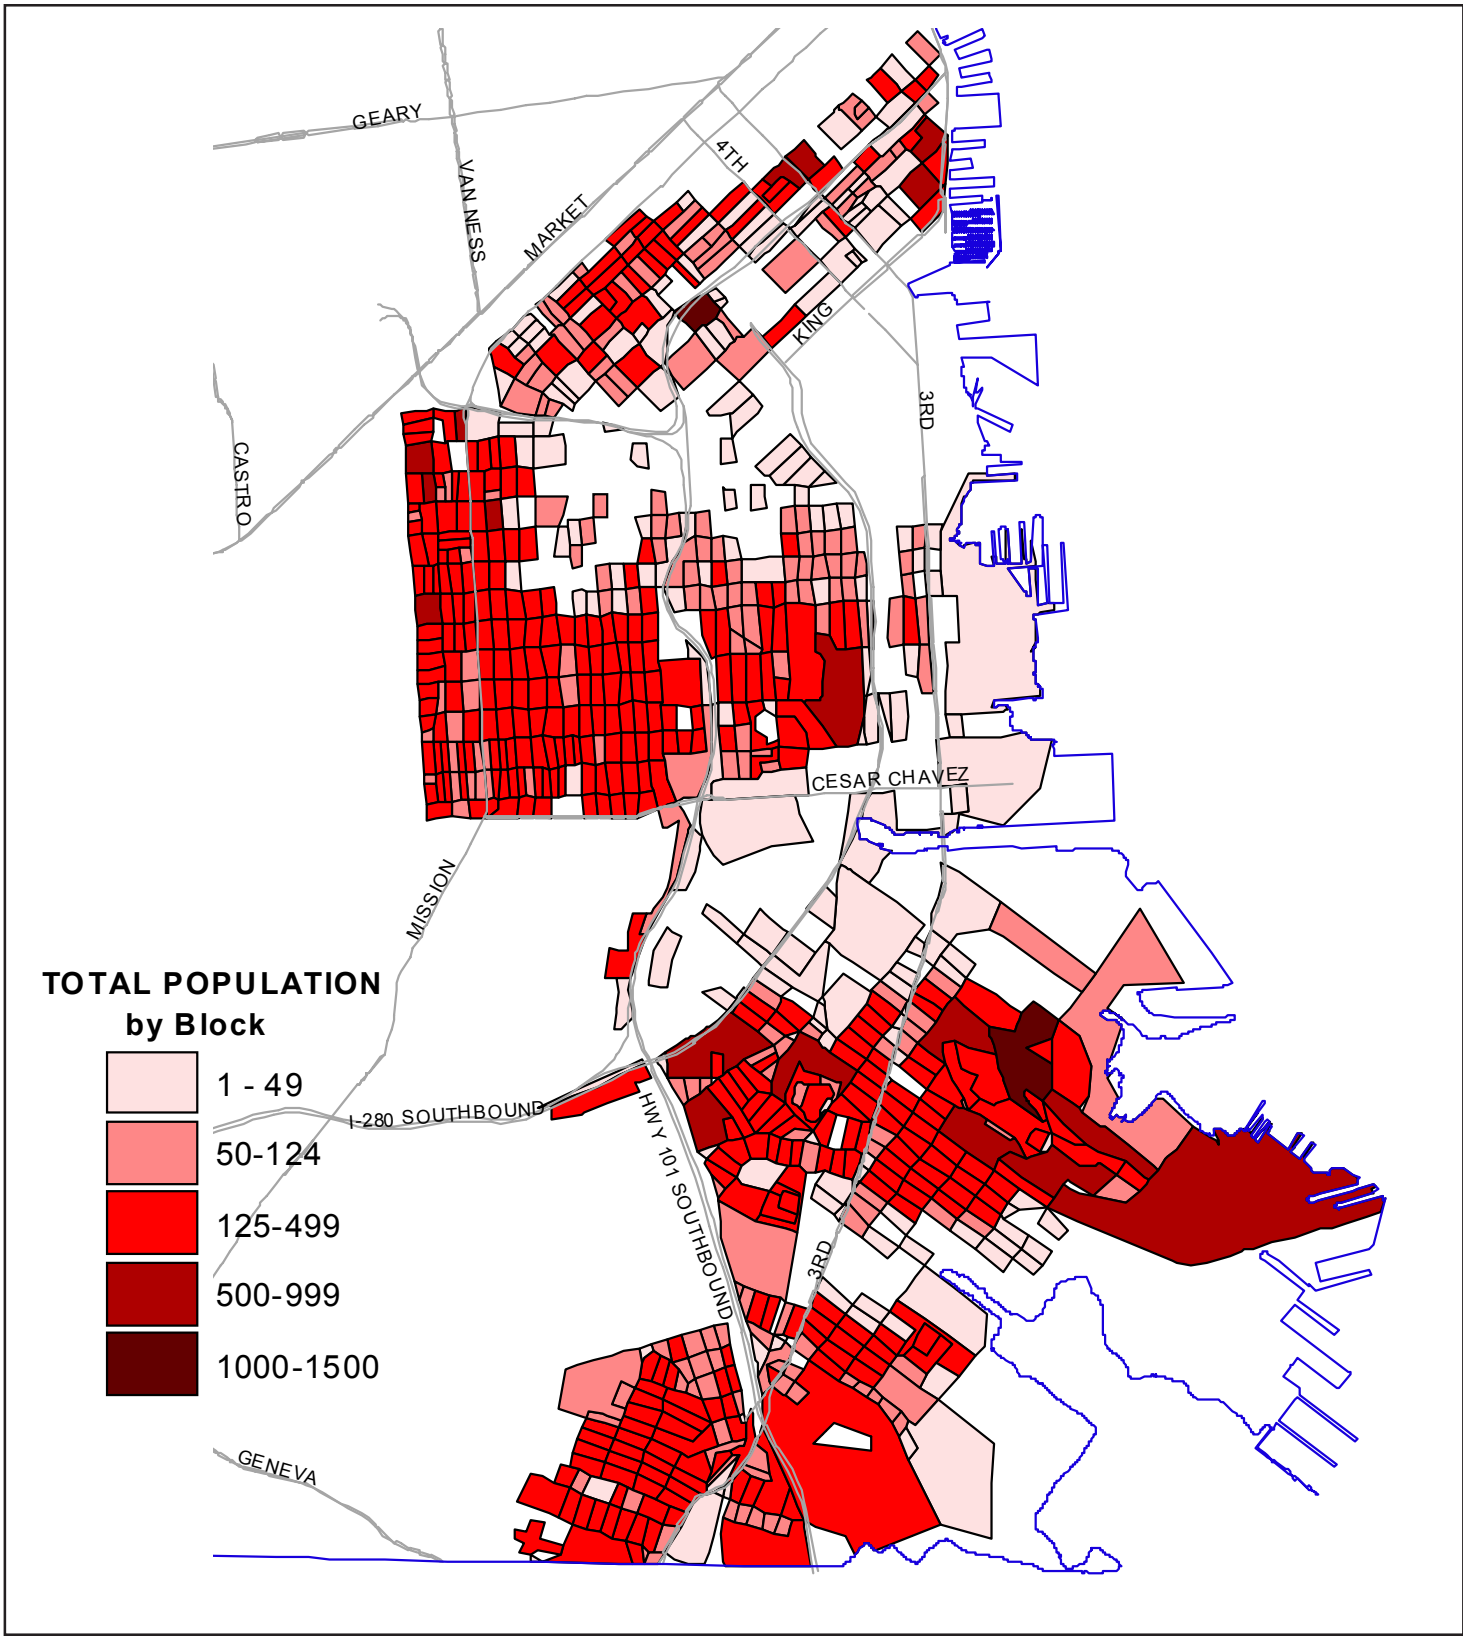 GEARY
VAN NESS
MARKET
4TH
KING
3RD
CASTRO
CESAR CHAVEZ
MISSION
TOTAL POPULATION
by Block
1 - 49
50-124
125-499
500-999
1000-1500
I-280 SOUTHBOUND
HWY 101 SOUTHBOUND
3RD
GENEVA